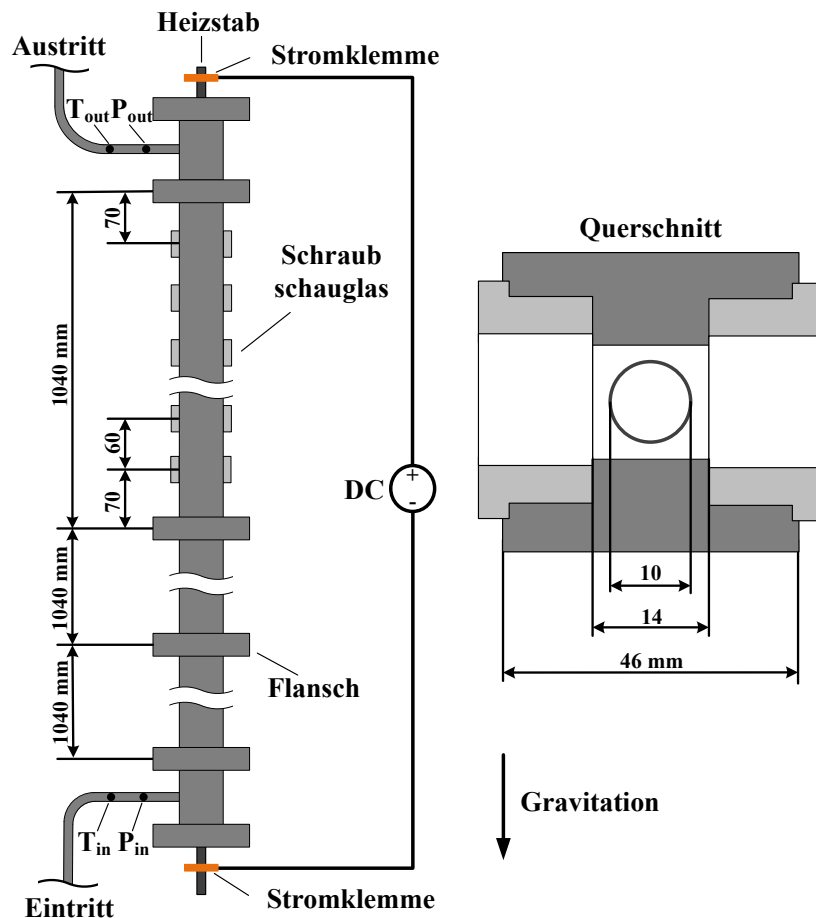 Heizstab
Austritt
Stromklemme
T_out P_out
70
Schraub
schauglas
1040 mm
60
70
DC
+
-
1040 mm
Flansch
1040 mm
T_in P_in
Eintritt
Stromklemme
Querschnitt
10
14
46 mm
Gravitation